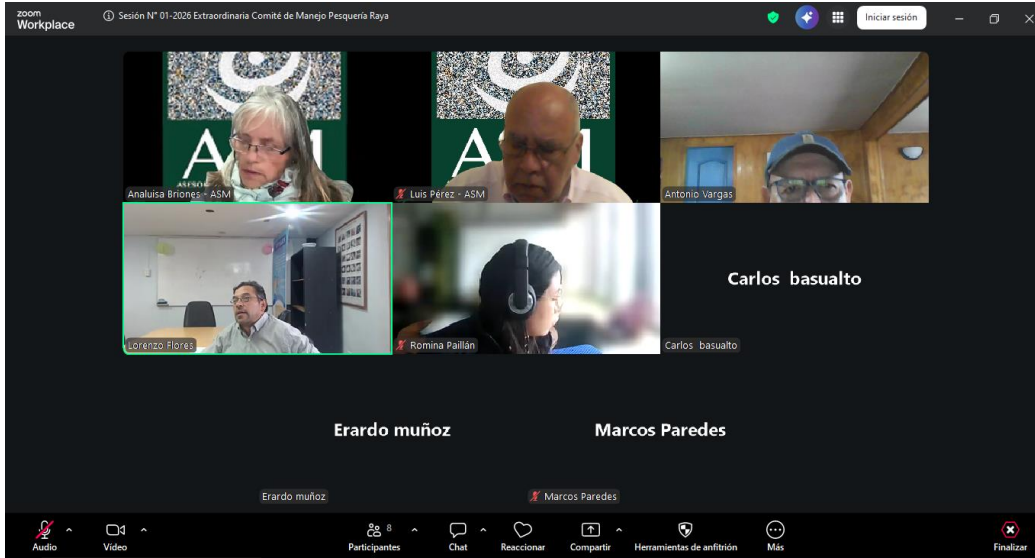 zoom
Workplace
Sesión N° 01-2026 Extraordinaria Comité de Manejo Pesquería Raya
Iniciar sesión
ASM
Analuisa Briones - ASM
ASM
Luis Pérez - ASM
Antonio Vargas
Lorenzo Flores
Romina Paillán
Carlos basualto
Carlos basualto
Erardo muñoz
Marcos Paredes
Erardo muñoz
Marcos Paredes
8
Audio
Vídeo
Participantes
Chat
Reaccionar
Compartir
Herramientas de anfitrión
Más
Finalizar